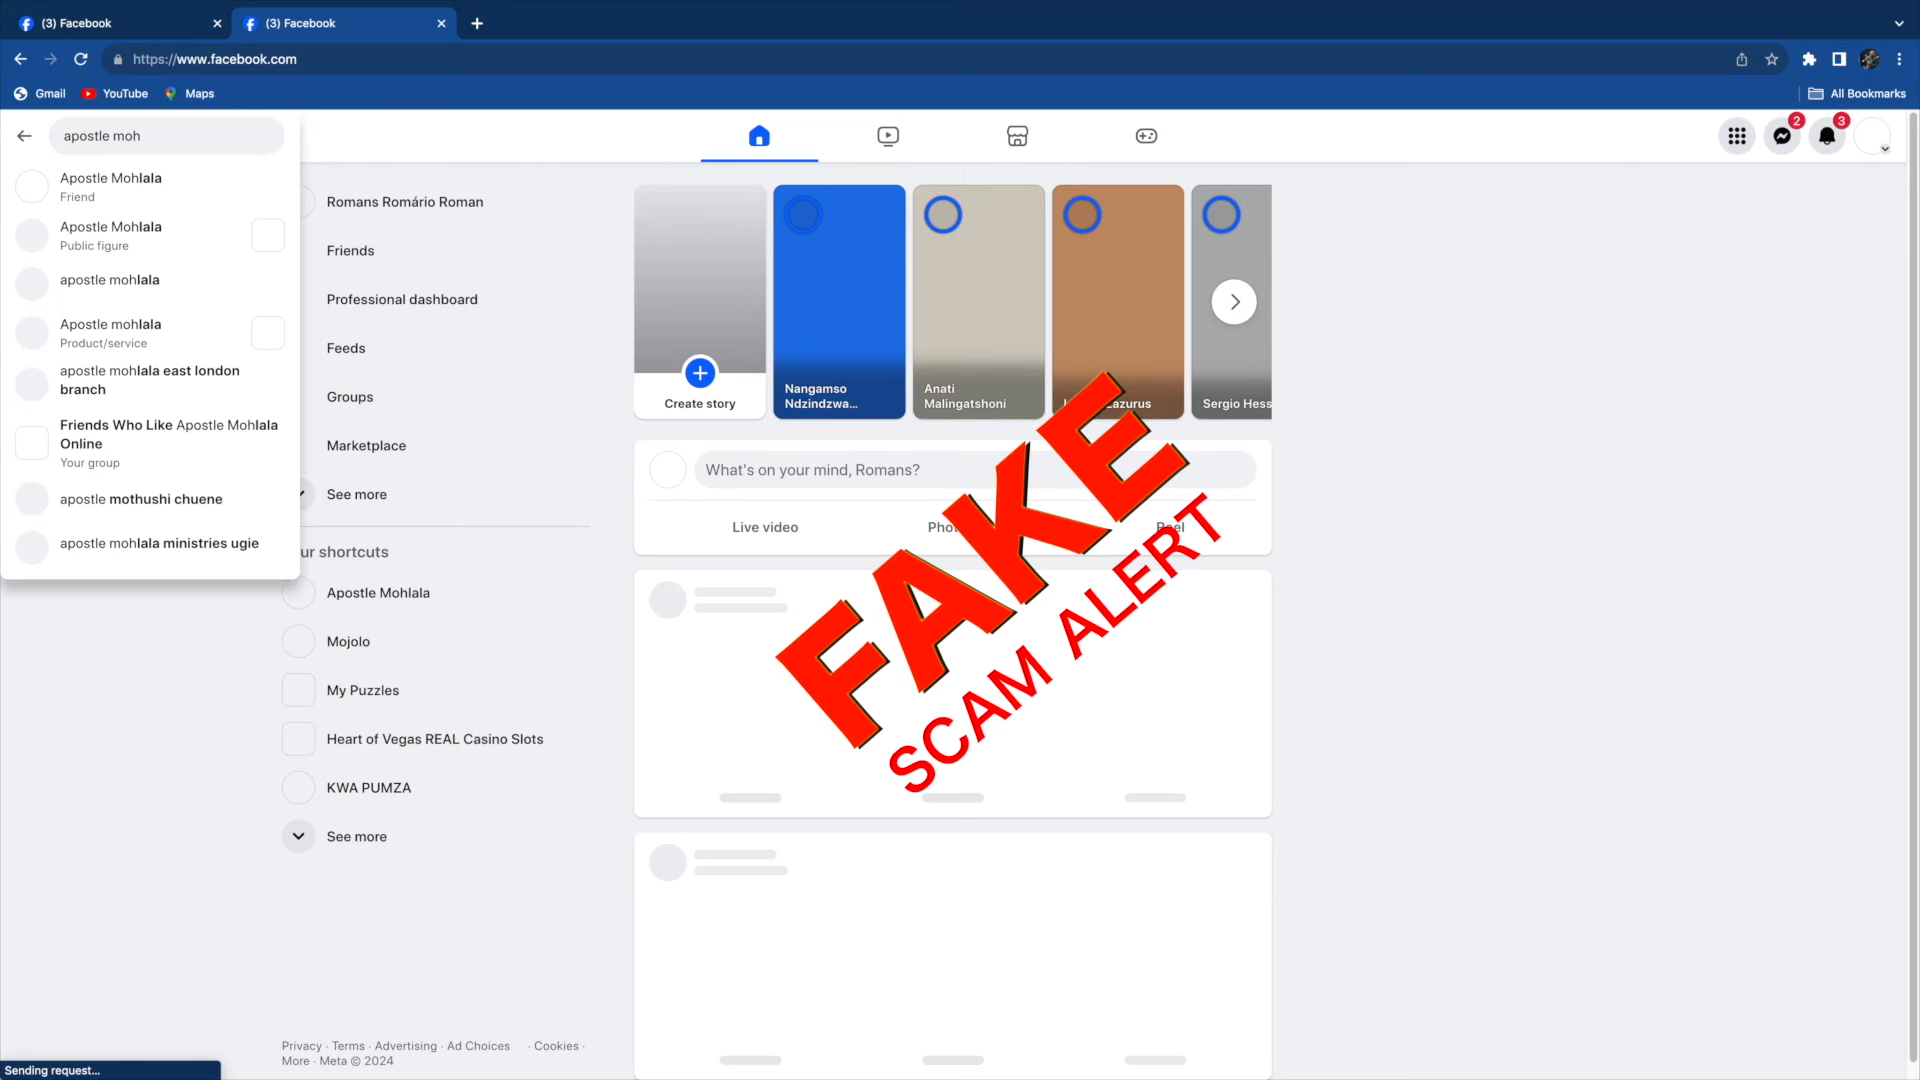 (3) Facebook
(3) Facebook
https://www.facebook.com
Gmail
YouTube
Maps
All Bookmarks
apostle moh
2
3
Apostle Mohlala
Friend
Apostle Mohlala
Public figure
apostle mohlala
Apostle mohlala
Product/service
apostle mohlala east london
branch
Friends Who Like Apostle Mohlala
Online
Your group
apostle mothushi chuene
apostle mohlala ministries ugie
Romans Romário Roman
Friends
Professional dashboard
Feeds
Groups
Marketplace
See more
ur shortcuts
Apostle Mohlala
Mojolo
My Puzzles
Heart of Vegas REAL Casino Slots
KWA PUMZA
See more
Privacy · Terms · Advertising · Ad Choices · Cookies ·
More · Meta © 2024
Create story
Nangamso
Ndzindzwa...
Anati
Malingatshoni
Sergio Hess
What's on your mind, Romans?
Live video
FAKE
SCAM ALERT
Sending request...